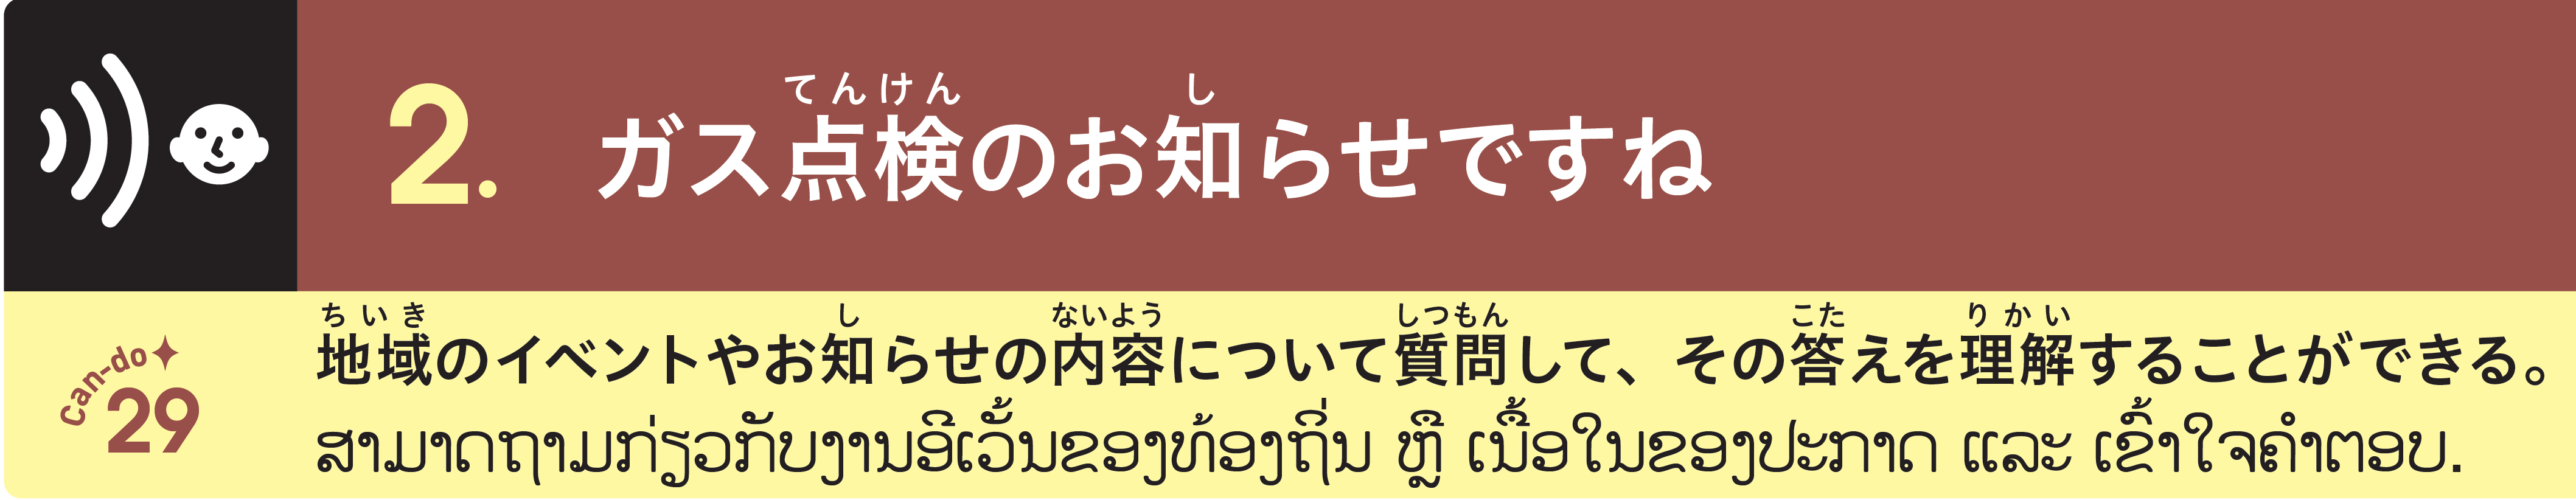 てんけん し
2. ガス点検のお知らせですね
ちいき し ないよう しつもん こた りかい
Can-do 29
地域のイベントやお知らせの内容について質問して、その答えを理解することができる。
ສາມາດຖາມກ່ຽວກັບງານອີເວັ້ນຂອງທ້ອງຖິ່ນ ຫຼື ເນື້ອໃນຂອງປະກາດ ແລະ ເຂົ້າໃຈຄຳຕອບ.